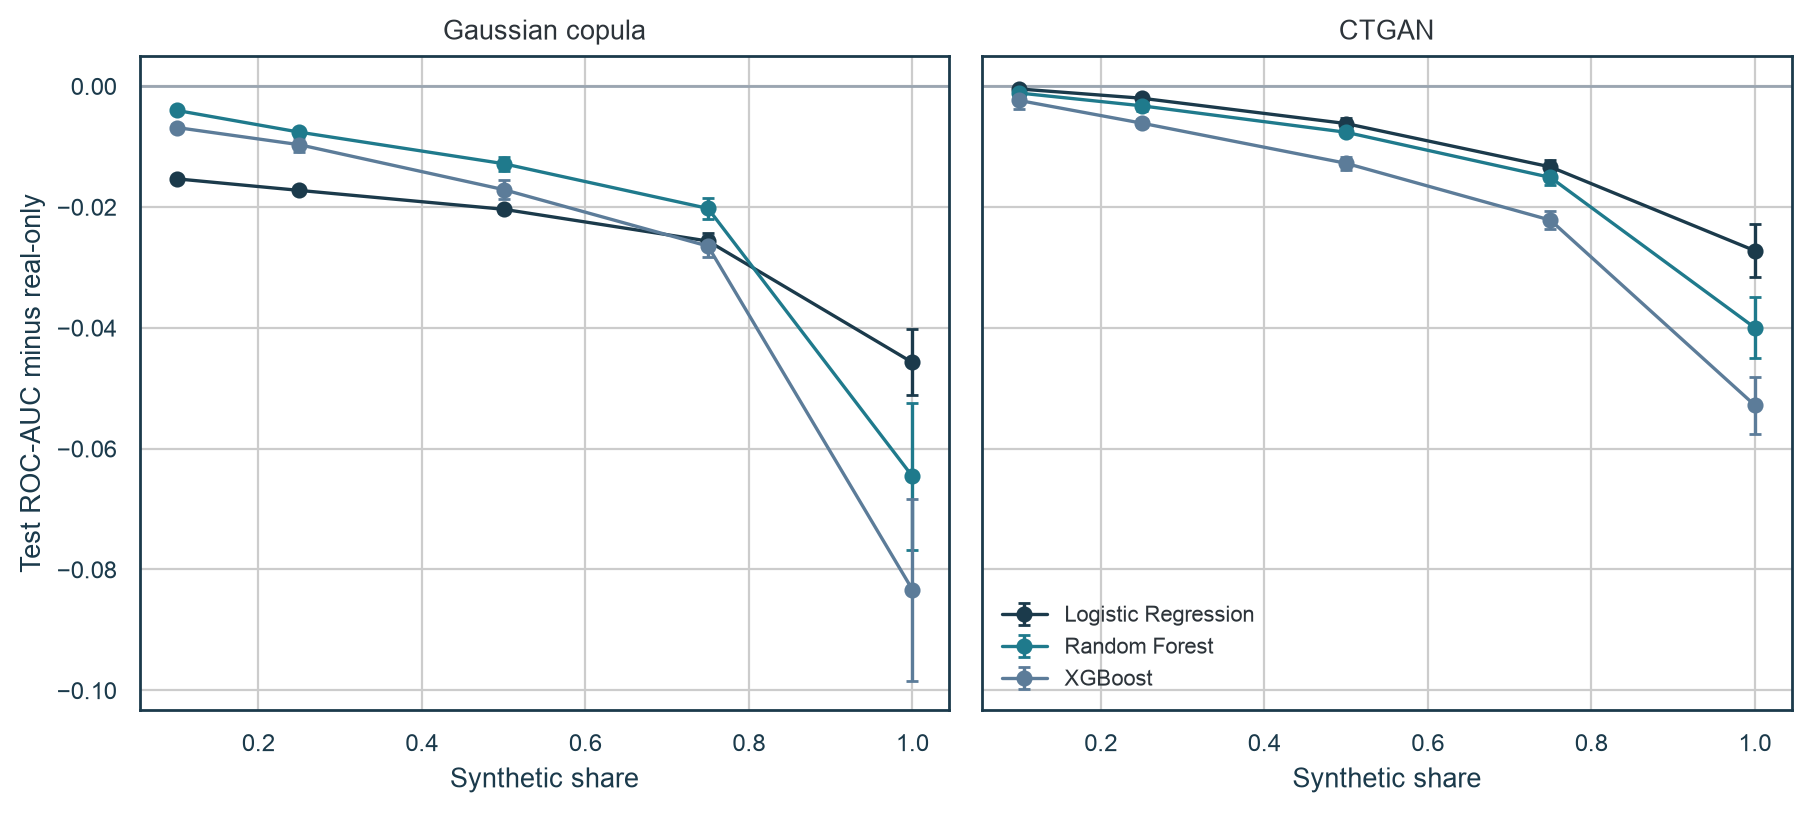 Gaussian copula
CTGAN
Test ROC-AUC minus real-only
0.00
−0.02
−0.04
−0.06
−0.08
−0.10
0.2 0.4 0.6 0.8 1.0
0.2 0.4 0.6 0.8 1.0
Synthetic share
Synthetic share
Logistic Regression
Random Forest
XGBoost